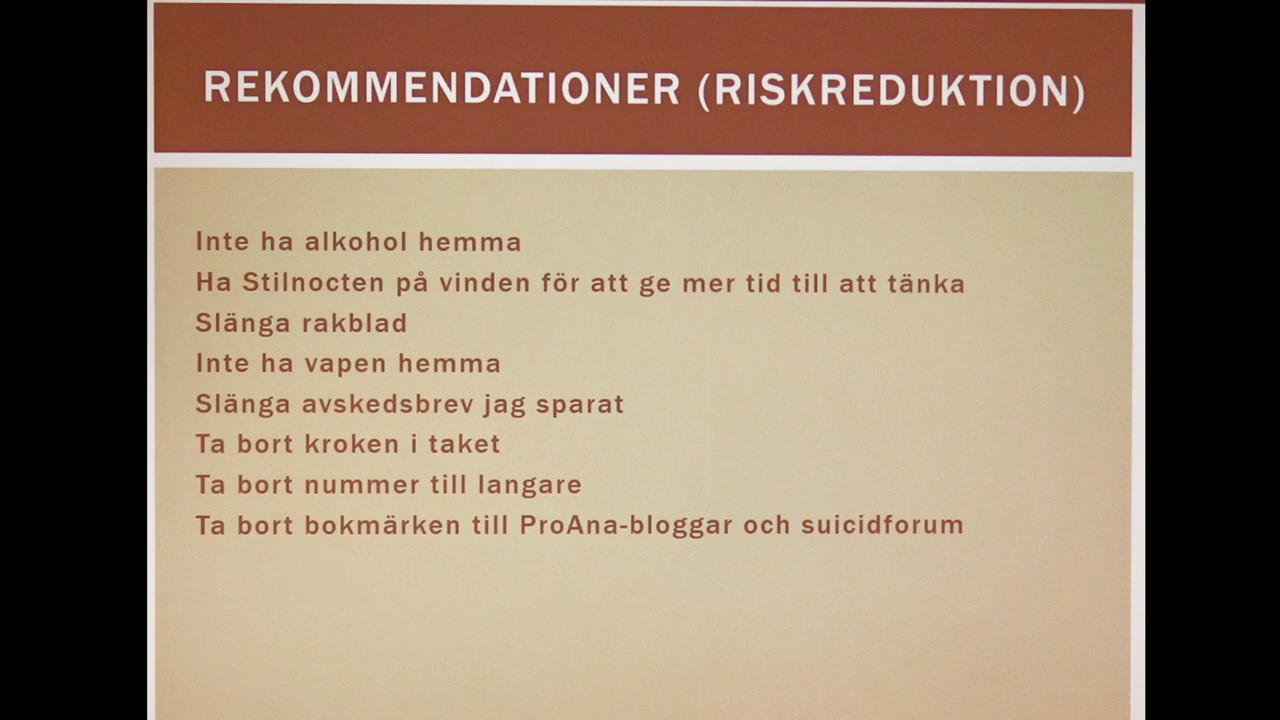 REKOMMENDATIONER (RISKREDUKTION)
Inte ha alkohol hemma
Ha Stilnocten på vinden för att ge mer tid till att tänka
Slänga rakblad
Inte ha vapen hemma
Slänga avskedsbrev jag sparat
Ta bort kroken i taket
Ta bort nummer till langare
Ta bort bokmärken till ProAna-bloggar och suicidforum